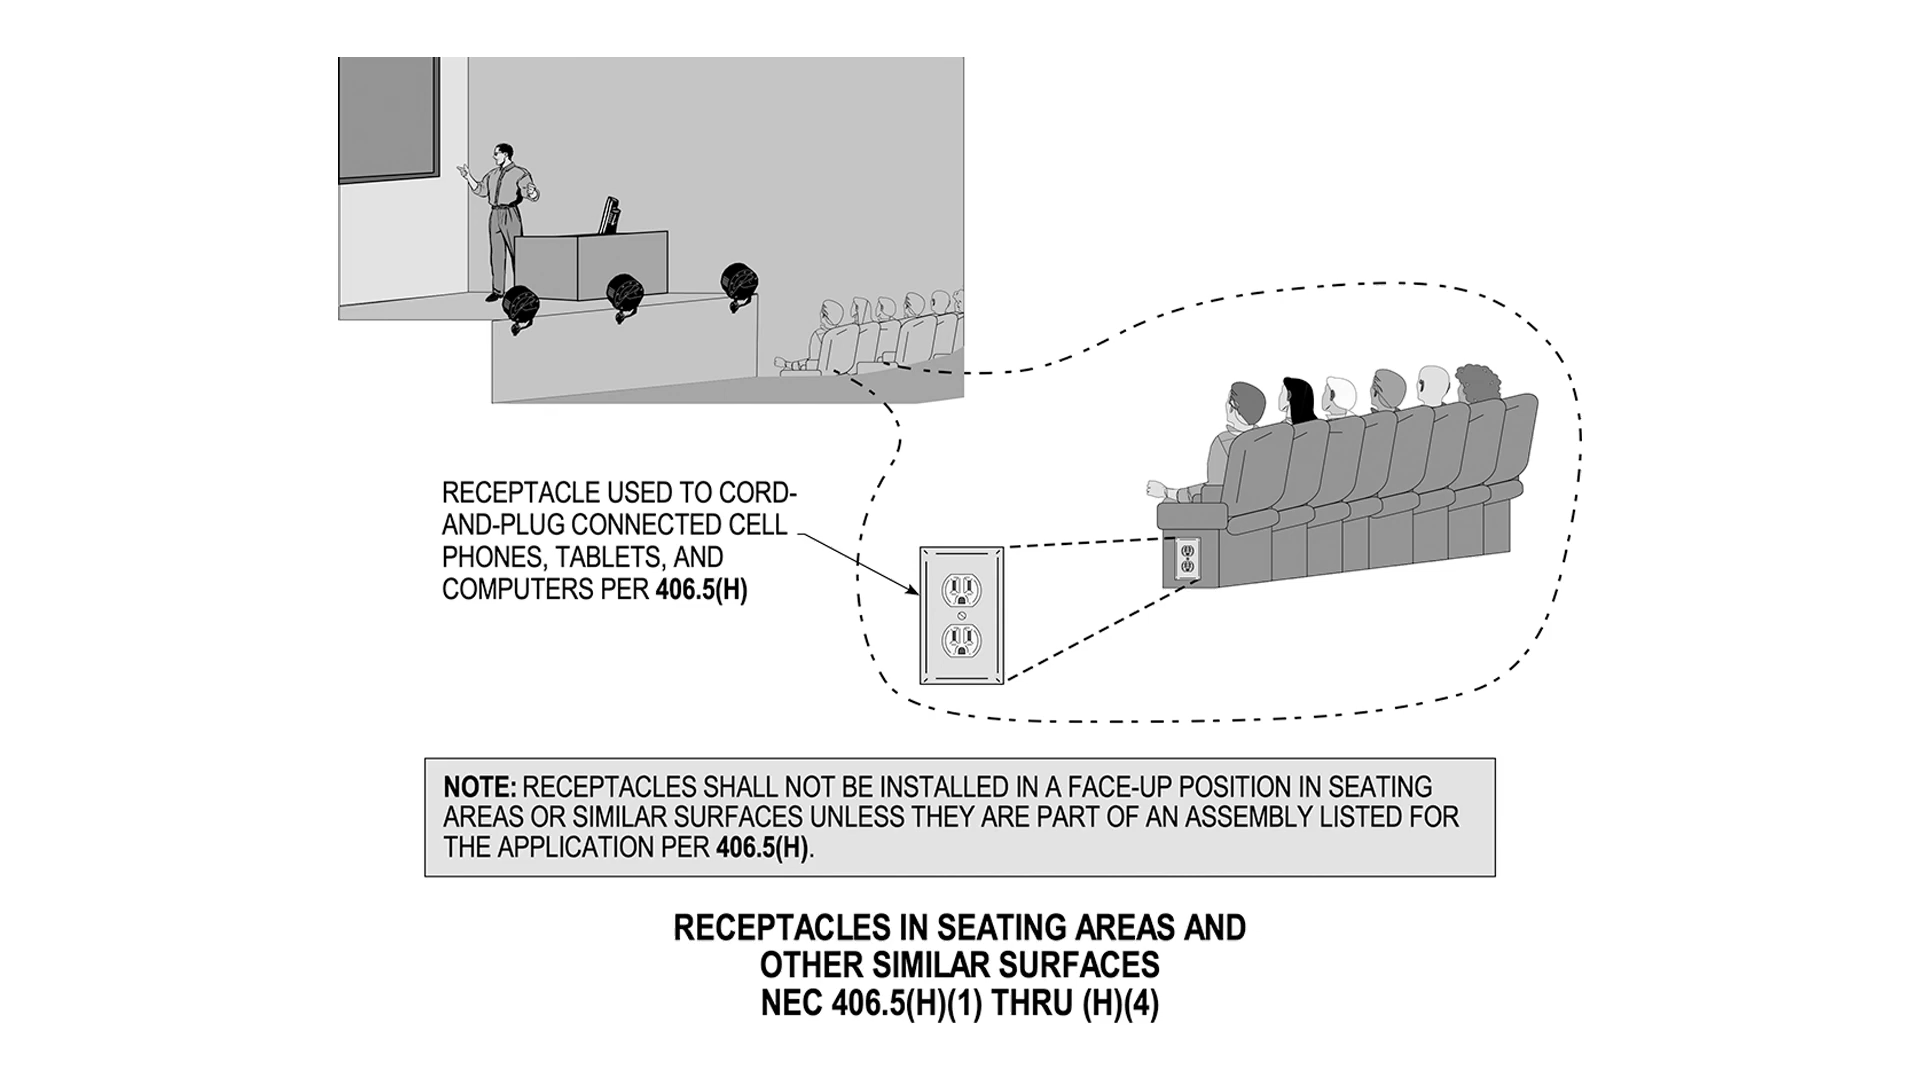 RECEPTACLE USED TO CORD-
AND-PLUG CONNECTED CELL
PHONES, TABLETS, AND
COMPUTERS PER 406.5(H)
NOTE: RECEPTACLES SHALL NOT BE INSTALLED IN A FACE-UP POSITION IN SEATING
AREAS OR SIMILAR SURFACES UNLESS THEY ARE PART OF AN ASSEMBLY LISTED FOR
THE APPLICATION PER 406.5(H).
RECEPTACLES IN SEATING AREAS AND
OTHER SIMILAR SURFACES
NEC 406.5(H)(1) THRU (H)(4)